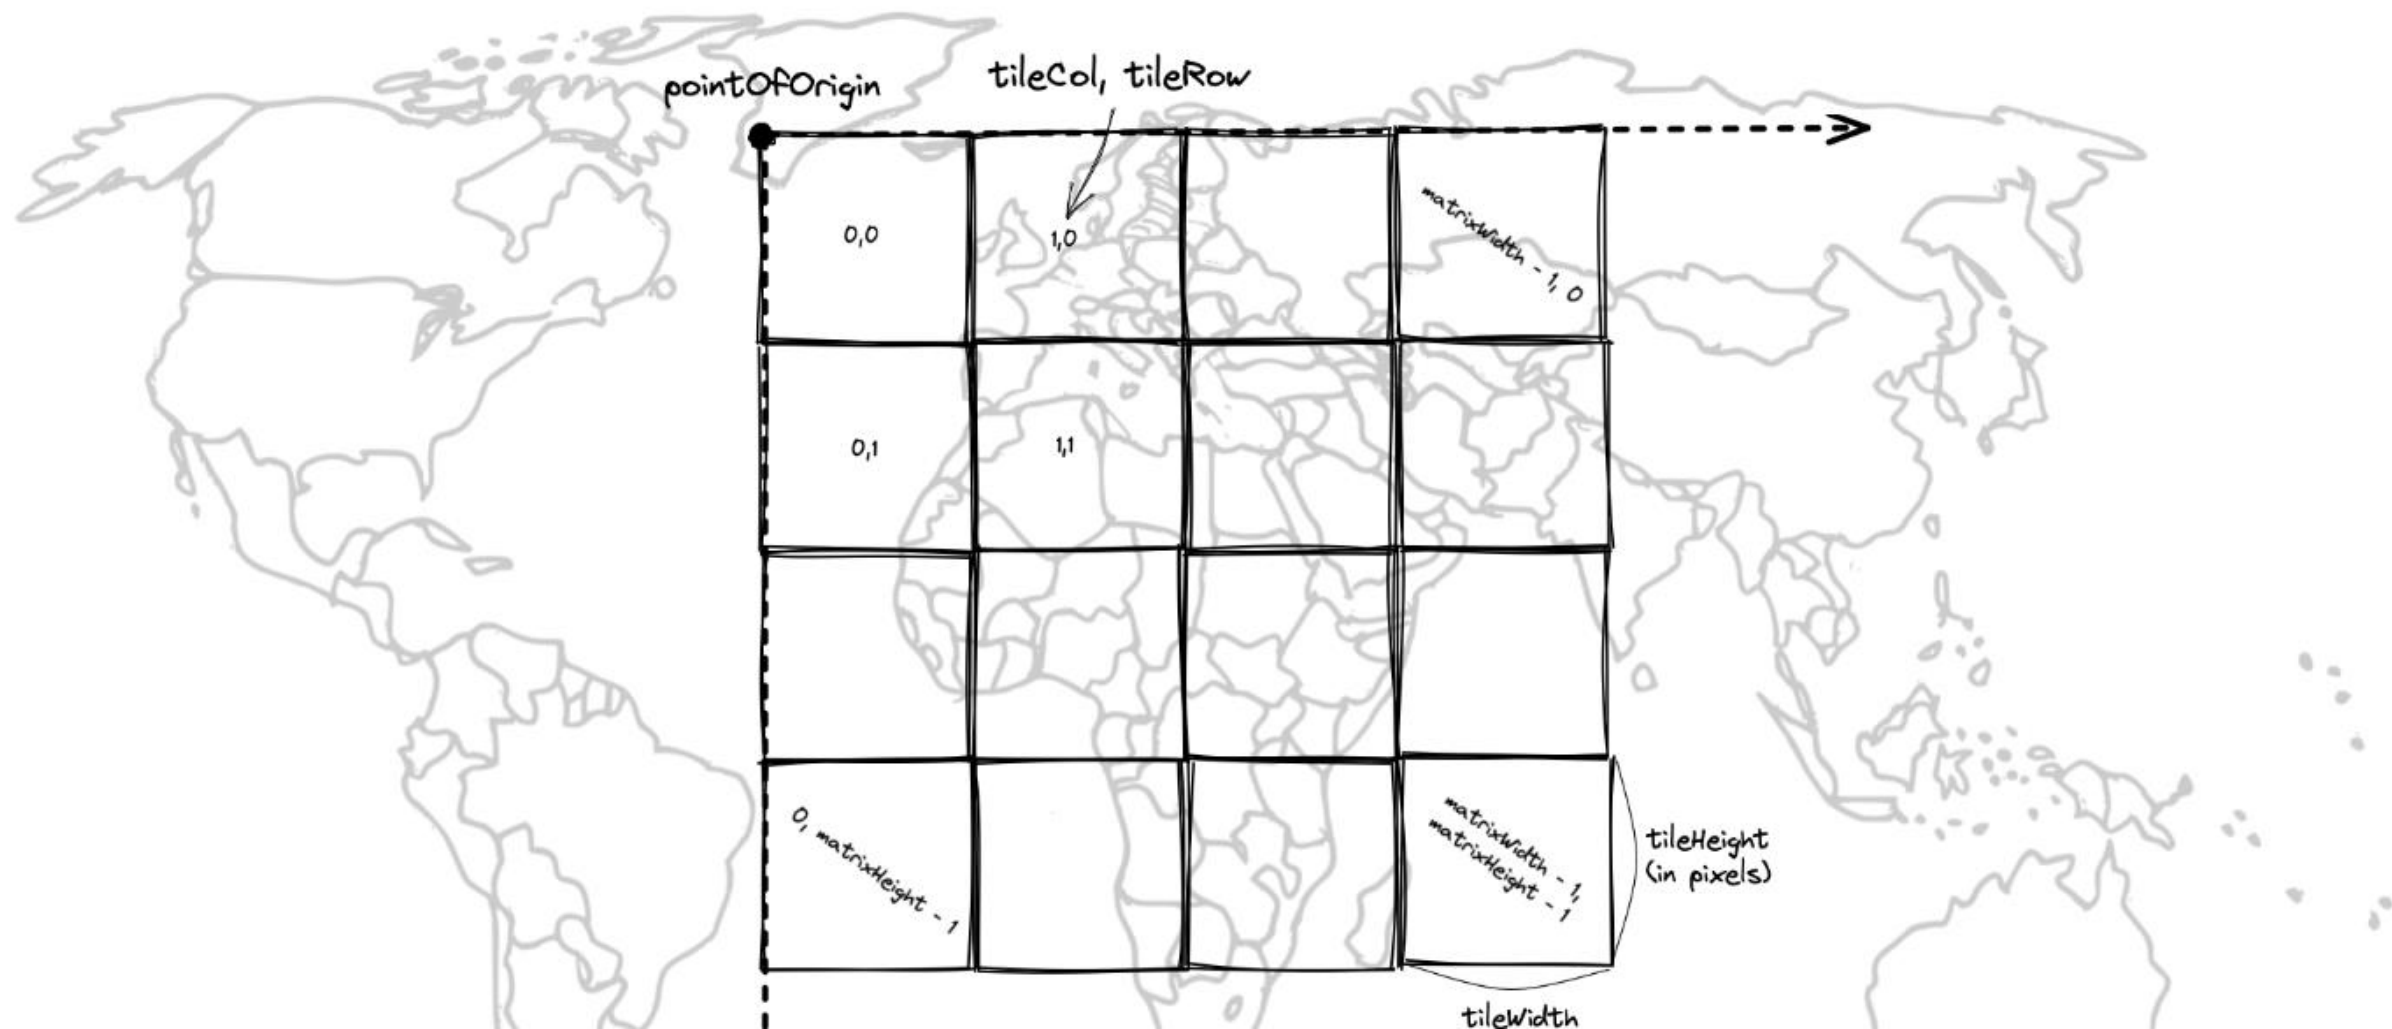 pointOfOrigin
tileCol, tileRow
0,0
1,0
matrixWidth - 1, 0
0,1
1,1
0, matrixHeight - 1
matrixWidth - 1,
matrixHeight - 1
tileHeight
(in pixels)
tileWidth